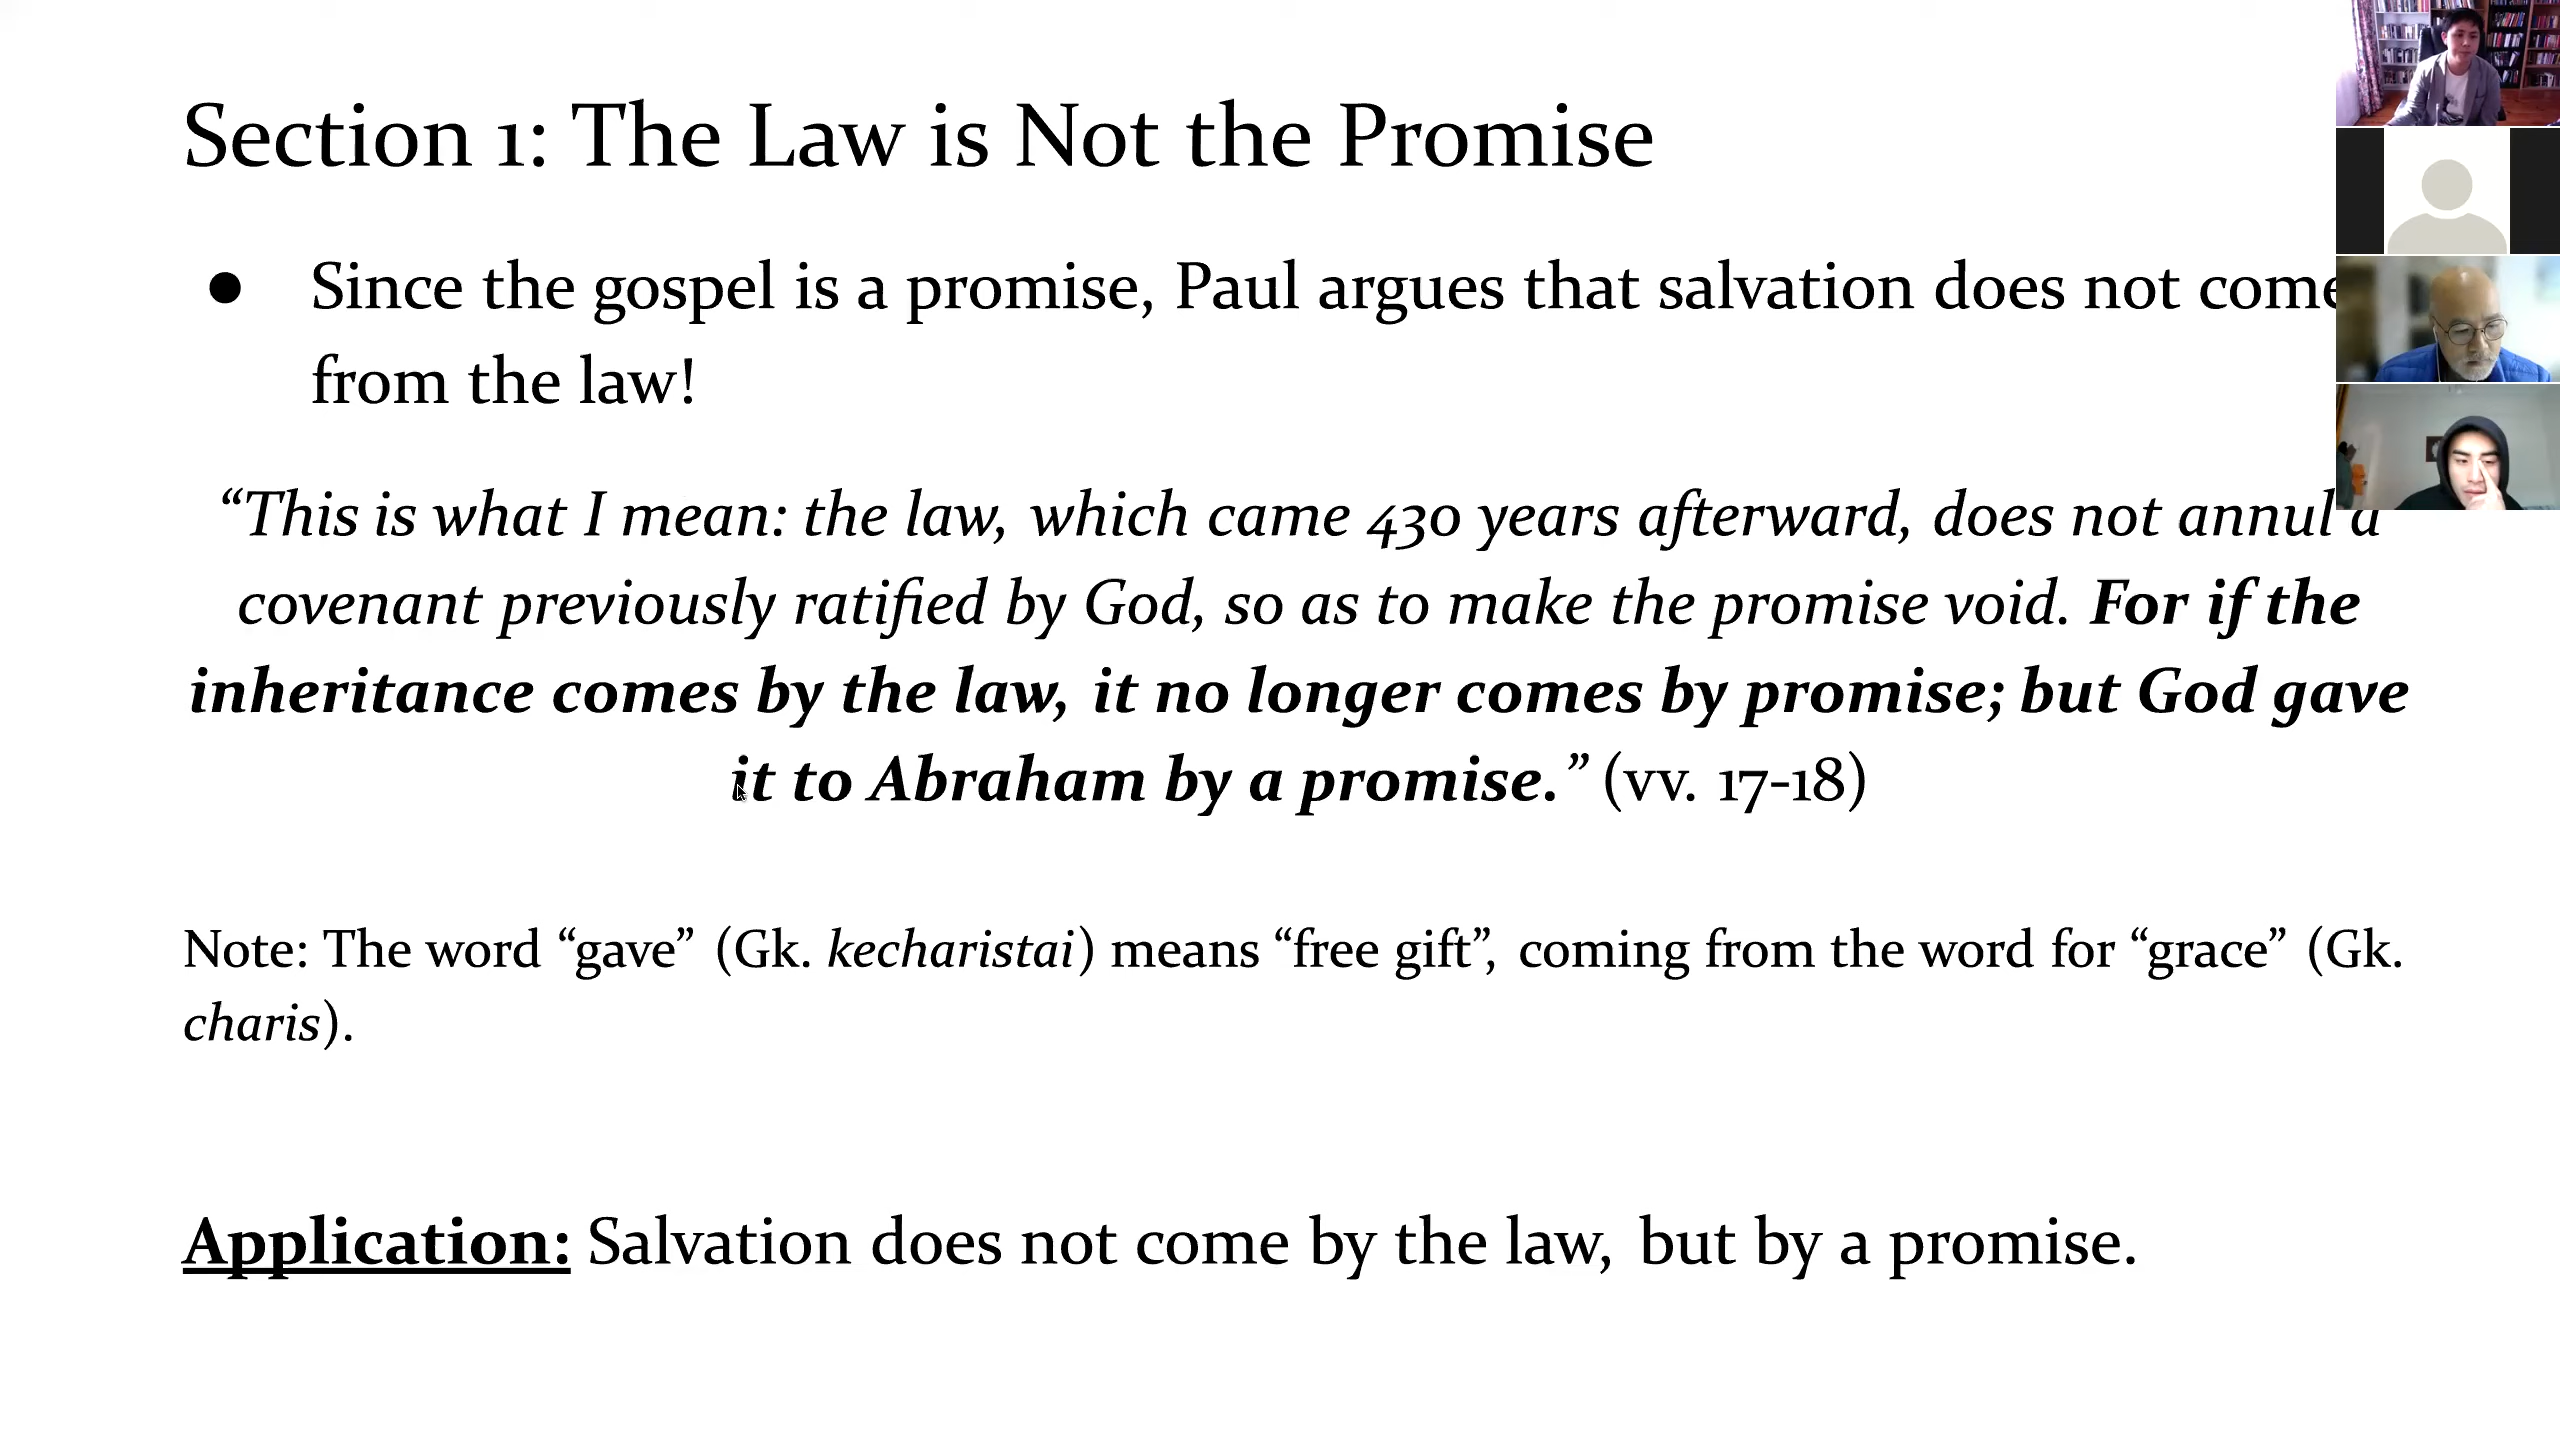 Section 1: The Law is Not the Promise
● Since the gospel is a promise, Paul argues that salvation does not come
from the law!
“This is what I mean: the law, which came 430 years afterward, does not annul a
covenant previously ratified by God, so as to make the promise void. For if the
inheritance comes by the law, it no longer comes by promise; but God gave
it to Abraham by a promise.” (vv. 17-18)
Note: The word “gave” (Gk. kecharistai) means “free gift”, coming from the word for “grace” (Gk.
charis).
Application: Salvation does not come by the law, but by a promise.